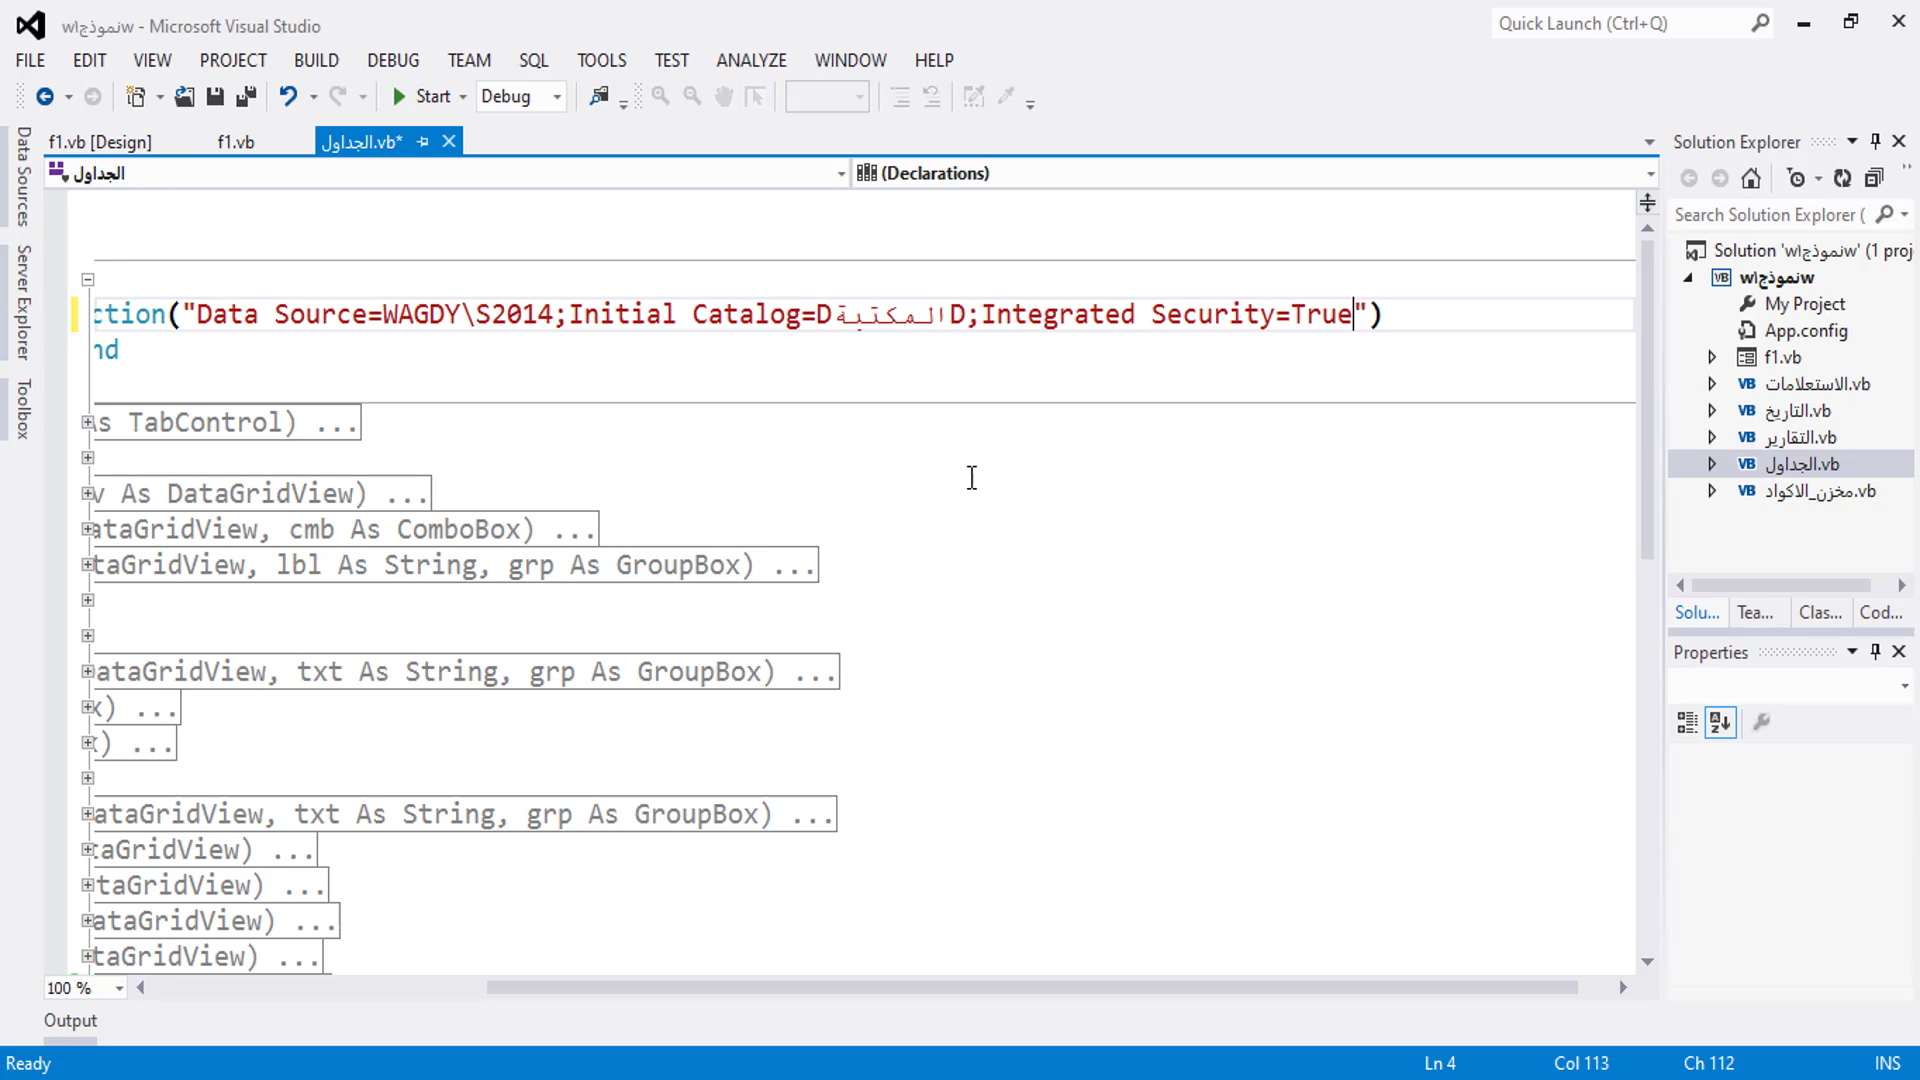 wنموذج\w - Microsoft Visual Studio
Quick Launch (Ctrl+Q)
FILE EDIT VIEW PROJECT BUILD DEBUG TEAM SQL TOOLS TEST ANALYZE WINDOW HELP
Start Debug
f1.vb [Design] f1.vb الجداول.vb*
الجداول (Declarations)
ction("Data Source=WAGDY\S2014;Initial Catalog=DالمكتبةD;Integrated Security=True")
nd
As TabControl) ...
v As DataGridView) ...
ataGridView, cmb As ComboBox) ...
taGridView, lbl As String, grp As GroupBox) ...
ataGridView, txt As String, grp As GroupBox) ...
x) ...
) ...
ataGridView, txt As String, grp As GroupBox) ...
taGridView) ...
taGridView) ...
ataGridView) ...
taGridView) ...
100 %
Output
Ready Ln 4 Col 113 Ch 112 INS
Data Sources
Server Explorer
Toolbox
Solution Explorer
Search Solution Explorer (
Solution 'wنموذج\w' (1 proj
wنموذج\w
My Project
App.config
f1.vb
الاستعلامات.vb
التاريخ.vb
التقارير.vb
الجداول.vb
مخزن_الاكواد.vb
Solu... Tea... Clas... Cod...
Properties